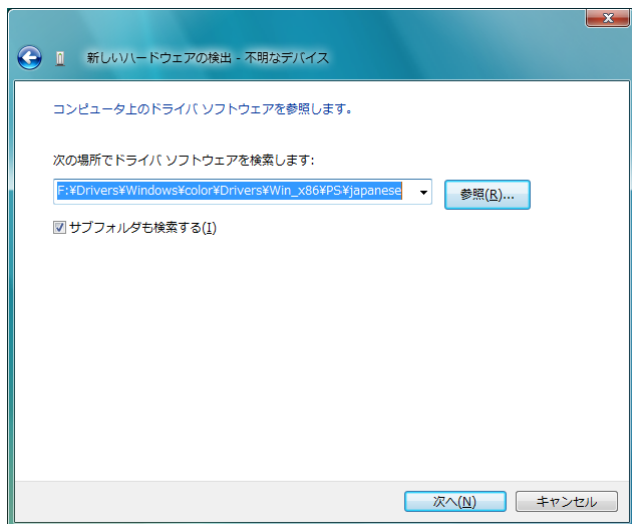 新しいハードウェアの検出 - 不明なデバイス
コンピュータ上のドライバ ソフトウェアを参照します。
次の場所でドライバ ソフトウェアを検索します:
F:¥Drivers¥Windows¥color¥Drivers¥Win_x86¥PS¥japanese
参照(R)...
サブフォルダも検索する(I)
次へ(N)
キャンセル